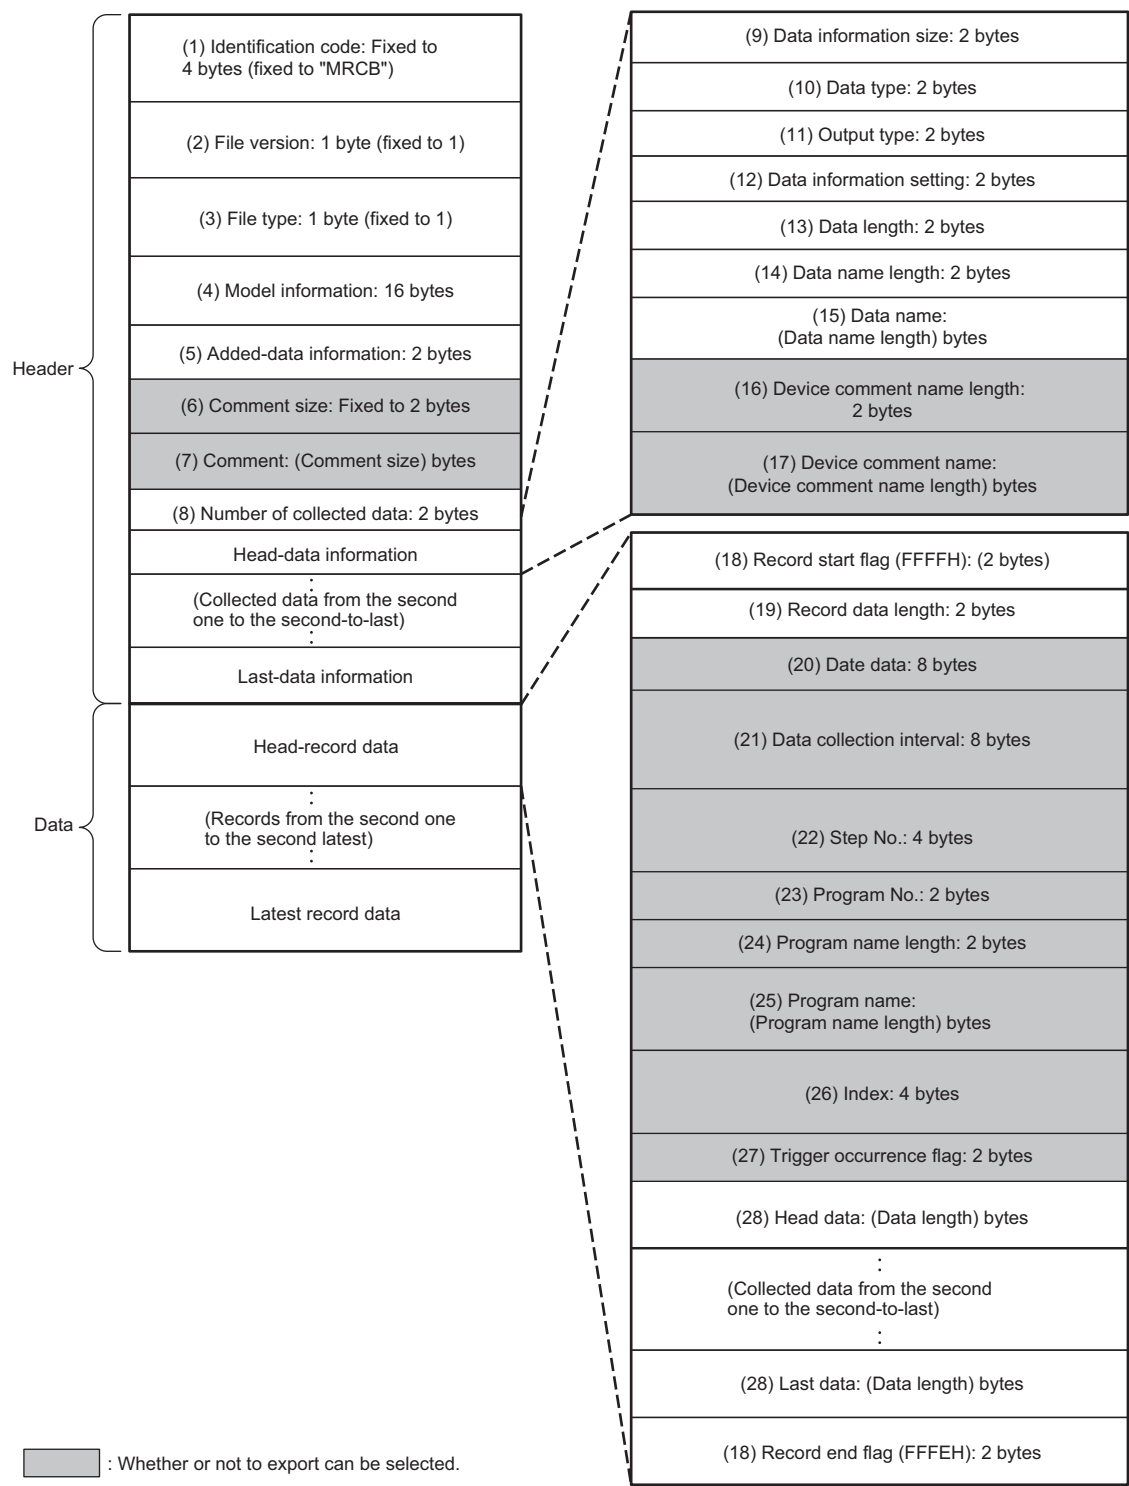 Header
(1) Identification code: Fixed to
4 bytes (fixed to "MRCB")
(2) File version: 1 byte (fixed to 1)
(3) File type: 1 byte (fixed to 1)
(4) Model information: 16 bytes
(5) Added-data information: 2 bytes
(6) Comment size: Fixed to 2 bytes
(7) Comment: (Comment size) bytes
(8) Number of collected data: 2 bytes
Head-data information
(Collected data from the second
one to the second-to-last)
Last-data information
Data
Head-record data
(Records from the second one
to the second latest)
Latest record data
(9) Data information size: 2 bytes
(10) Data type: 2 bytes
(11) Output type: 2 bytes
(12) Data information setting: 2 bytes
(13) Data length: 2 bytes
(14) Data name length: 2 bytes
(15) Data name:
(Data name length) bytes
(16) Device comment name length:
2 bytes
(17) Device comment name:
(Device comment name length) bytes
(18) Record start flag (FFFFH): (2 bytes)
(19) Record data length: 2 bytes
(20) Date data: 8 bytes
(21) Data collection interval: 8 bytes
(22) Step No.: 4 bytes
(23) Program No.: 2 bytes
(24) Program name length: 2 bytes
(25) Program name:
(Program name length) bytes
(26) Index: 4 bytes
(27) Trigger occurrence flag: 2 bytes
(28) Head data: (Data length) bytes
(Collected data from the second
one to the second-to-last)
(28) Last data: (Data length) bytes
(18) Record end flag (FFFEH): 2 bytes
: Whether or not to export can be selected.